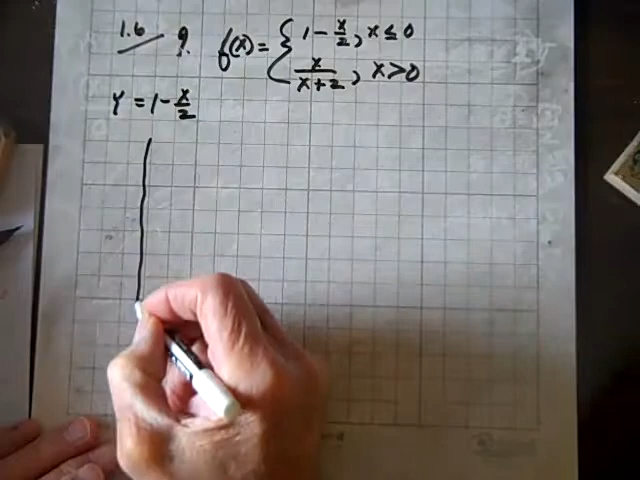 1.6 9. f(x) = { 1 - x/2, x ≤ 0
x/x+2, x > 0
Y = 1 - x/2